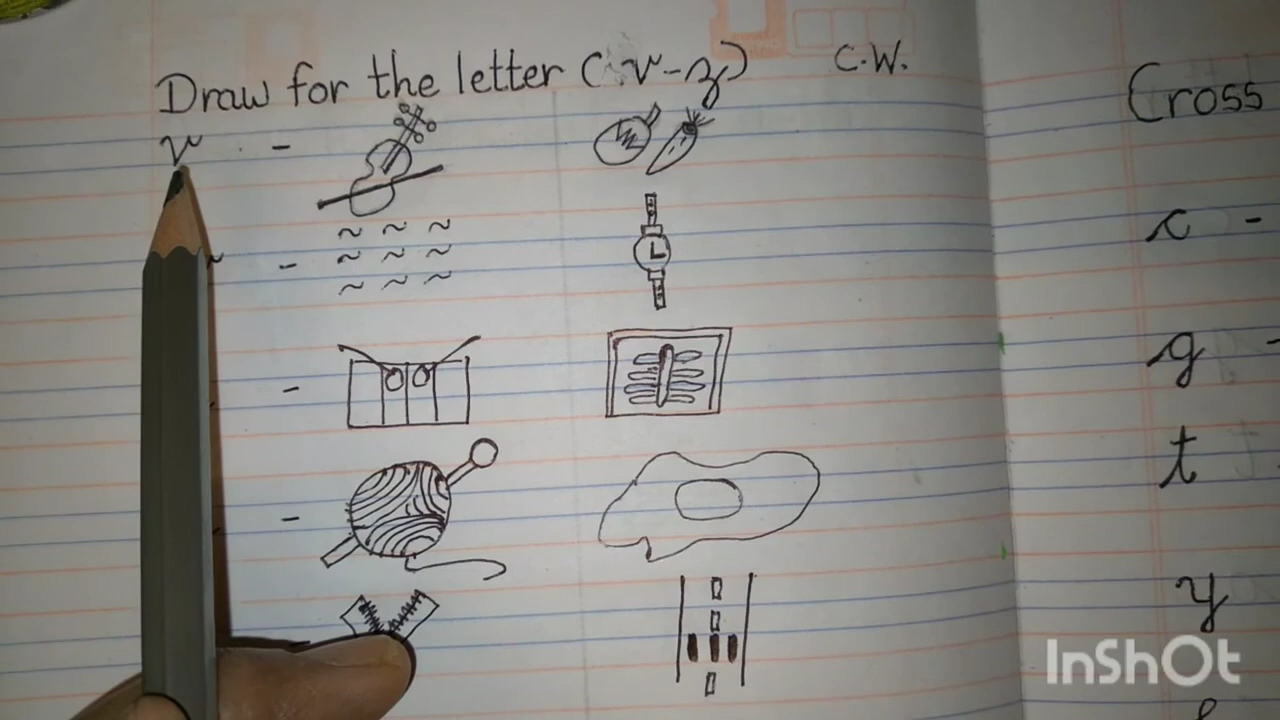 Draw for the letter (v-z) C.W.
v -
-
-
-
Cross
c -
g -
t
y
InShOt